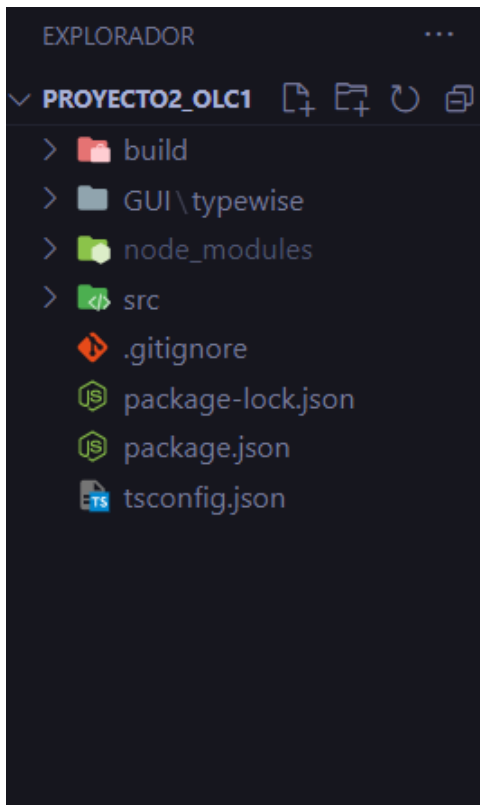 EXPLORADOR
PROYECTO2_OLC1
build
GUI\typewise
node_modules
src
.gitignore
package-lock.json
package.json
tsconfig.json